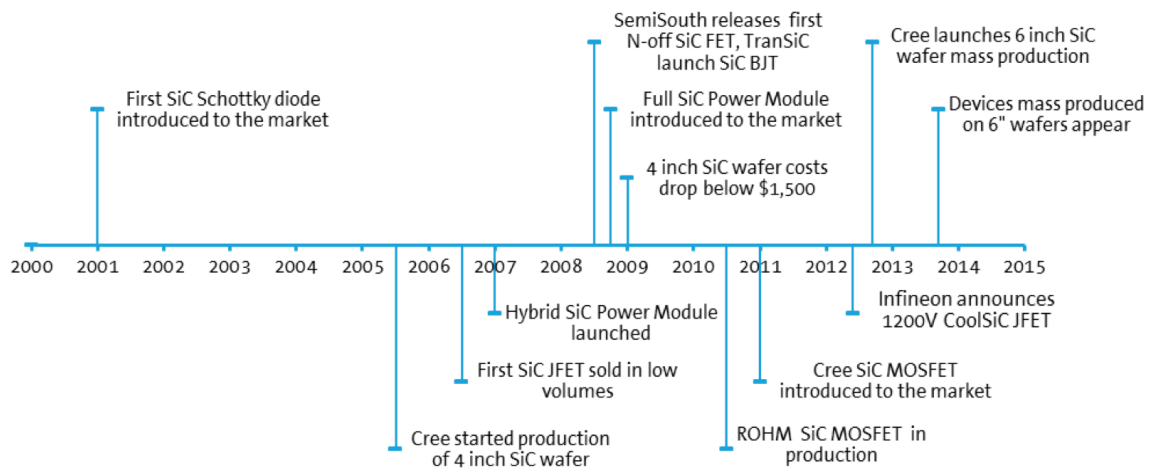 SemiSouth releases first
N-off SiC FET, TranSiC
launch SiC BJT
Cree launches 6 inch SiC
wafer mass production
First SiC Schottky diode
introduced to the market
Full SiC Power Module
introduced to the market
Devices mass produced
on 6" wafers appear
4 inch SiC wafer costs
drop below $1,500
2000 2001 2002 2003 2004 2005 2006 2007 2008 2009 2010 2011 2012 2013 2014 2015
Hybrid SiC Power Module
launched
Infineon announces
1200V CoolSiC JFET
First SiC JFET sold in low
volumes
Cree SiC MOSFET
introduced to the market
Cree started production
of 4 inch SiC wafer
ROHM SiC MOSFET in
production